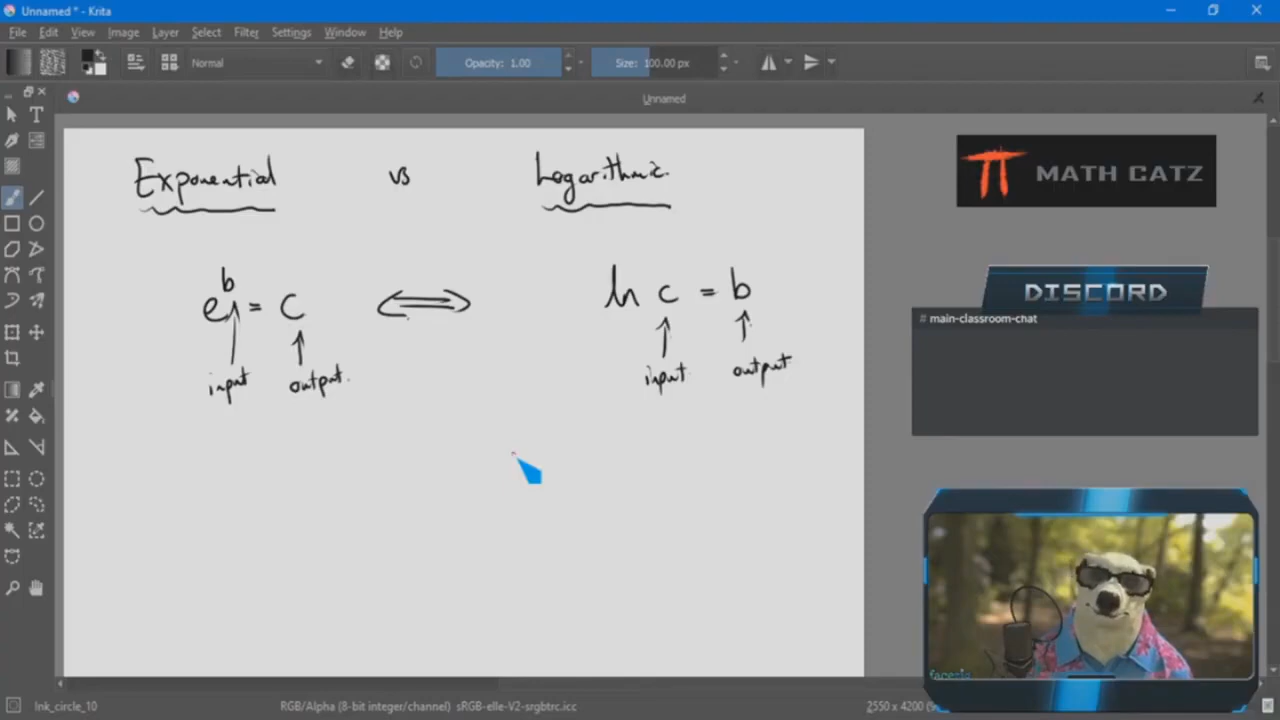 Unnamed * - Krita
File Edit View Image Layer Select Filter Settings Window Help
Normal Opacity: 1.00 Size: 100.00 px
Unnamed
Exponential vs Logarithmic
e^b = c ⟺ ln c = b
input output input output
MATH CATZ
DISCORD
# main-classroom-chat
facerig
Ink_circle_10 RGB/Alpha (8-bit integer/channel) sRGB-elle-V2-srgbtrc.icc 2550 x 4200